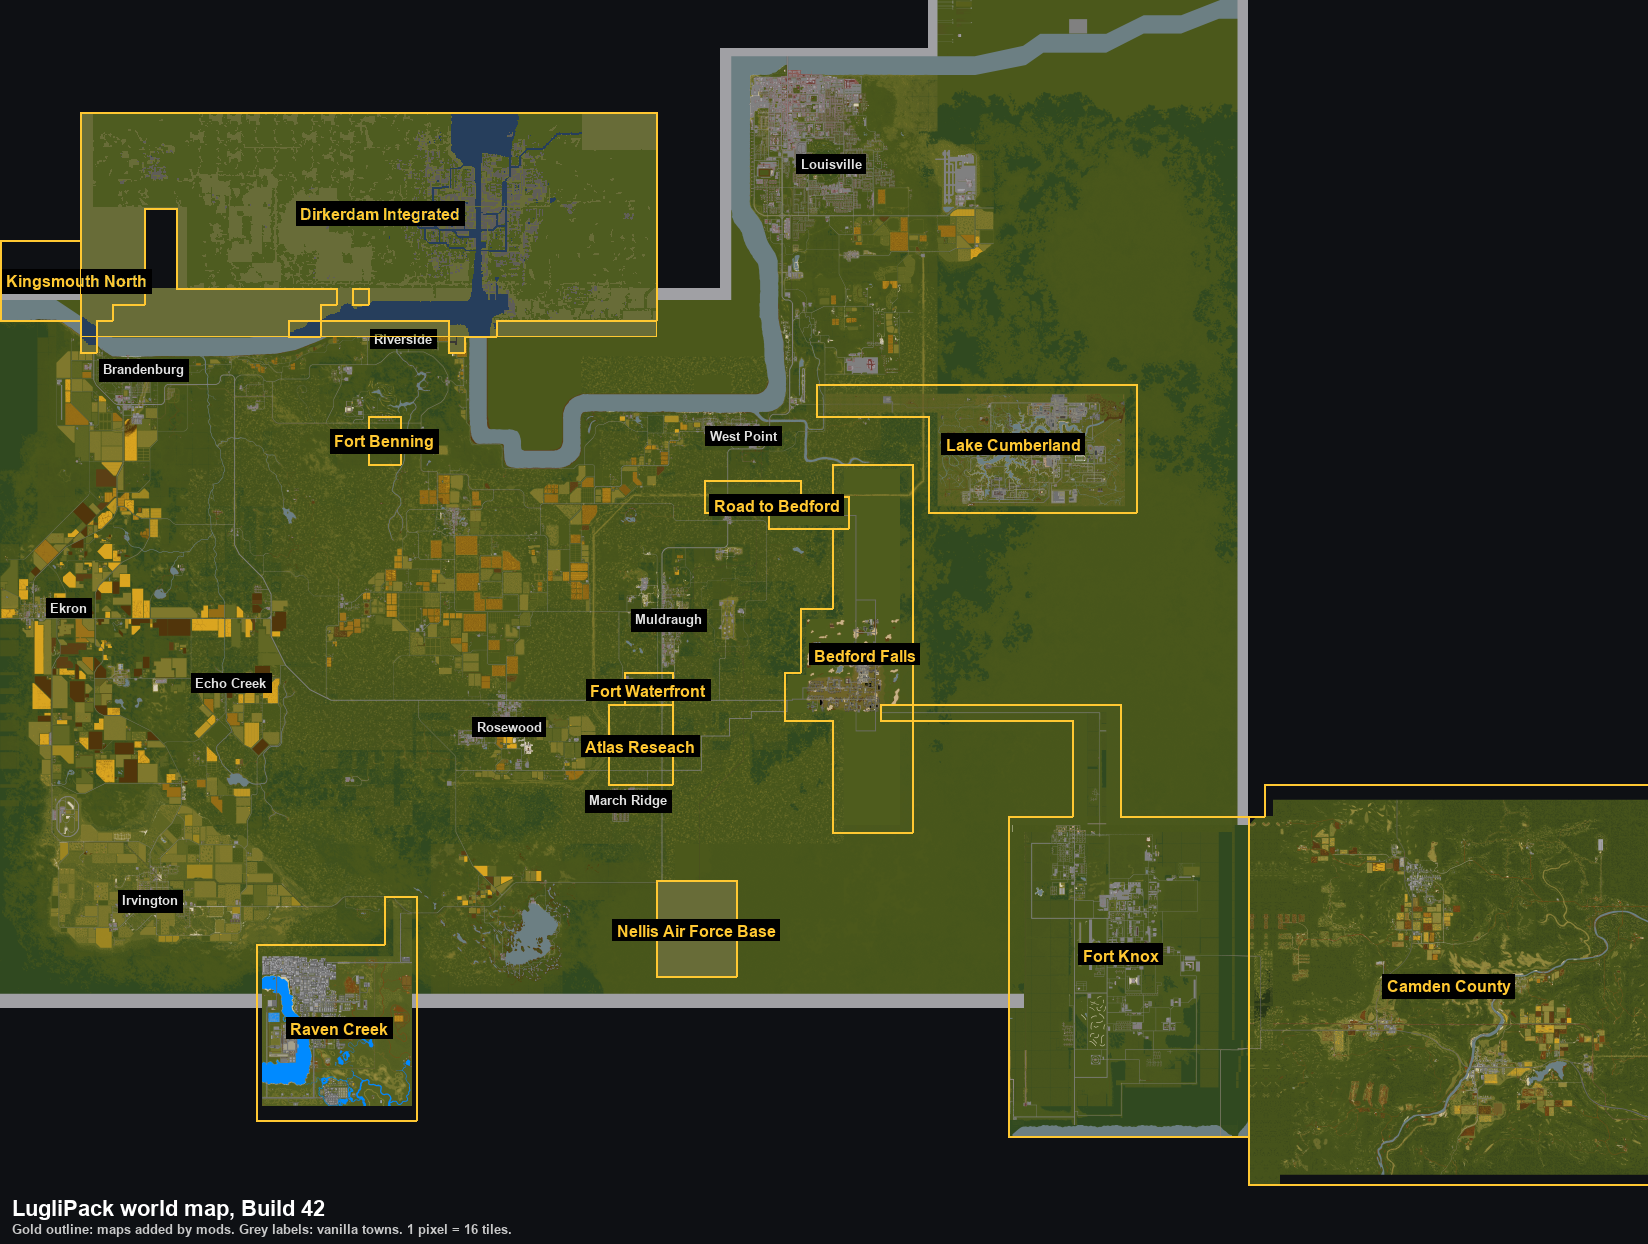 Louisville
Dirkerdam Integrated
Kingsmouth North
Riverside
Brandenburg
Fort Benning
West Point
Lake Cumberland
Road to Bedford
Ekron
Muldraugh
Bedford Falls
Echo Creek
Fort Waterfront
Rosewood
Atlas Reseach
March Ridge
Irvington
Nellis Air Force Base
Fort Knox
Camden County
Raven Creek
LugliPack world map, Build 42
Gold outline: maps added by mods. Grey labels: vanilla towns. 1 pixel = 16 tiles.